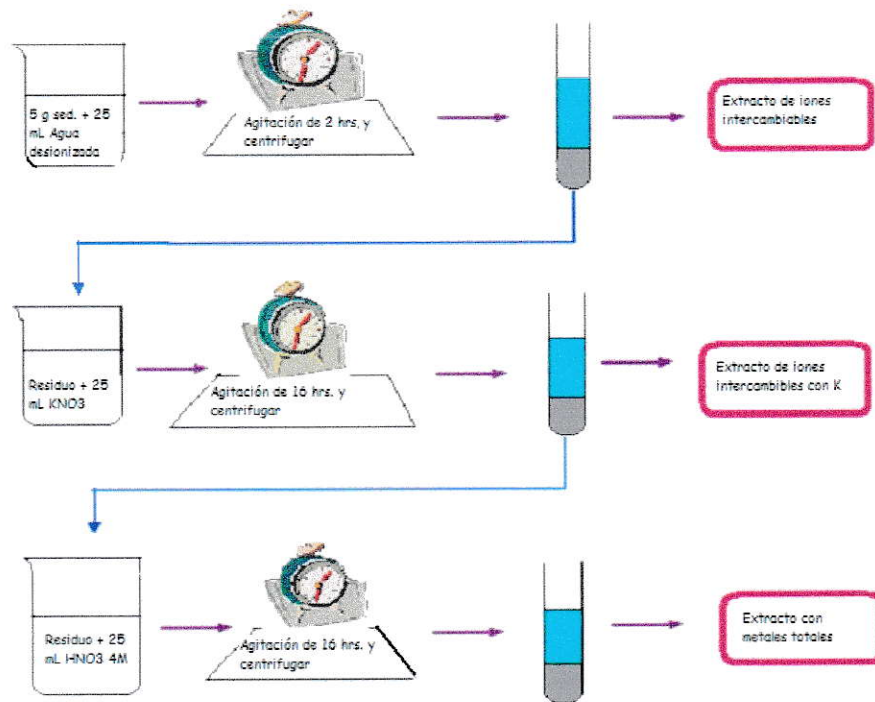 5 g sed. + 25
mL Agua
desionizada
Agitación de 2 hrs, y
centrifugar
Extracto de iones
intercambiables
Residuo + 25
mL KNO3
Agitación de 16 hrs. y
centrifugar
Extracto de iones
intercambibles con K
Residuo + 25
mL HNO3 4M
Agitación de 16 hrs. y
centrifugar
Extracto con
metales totales